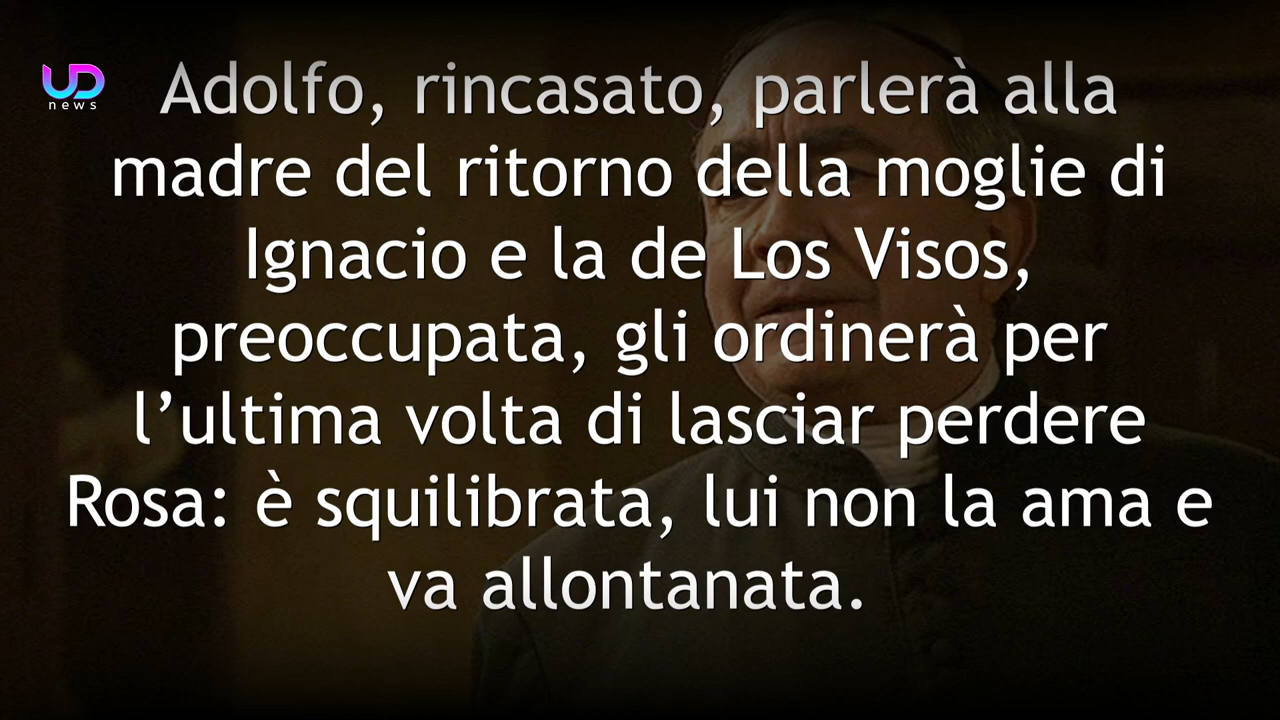 UD
news
Adolfo, rincasato, parlerà alla
madre del ritorno della moglie di
Ignacio e la de Los Visos,
preoccupata, gli ordinerà per
l’ultima volta di lasciar perdere
Rosa: è squilibrata, lui non la ama e
va allontanata.